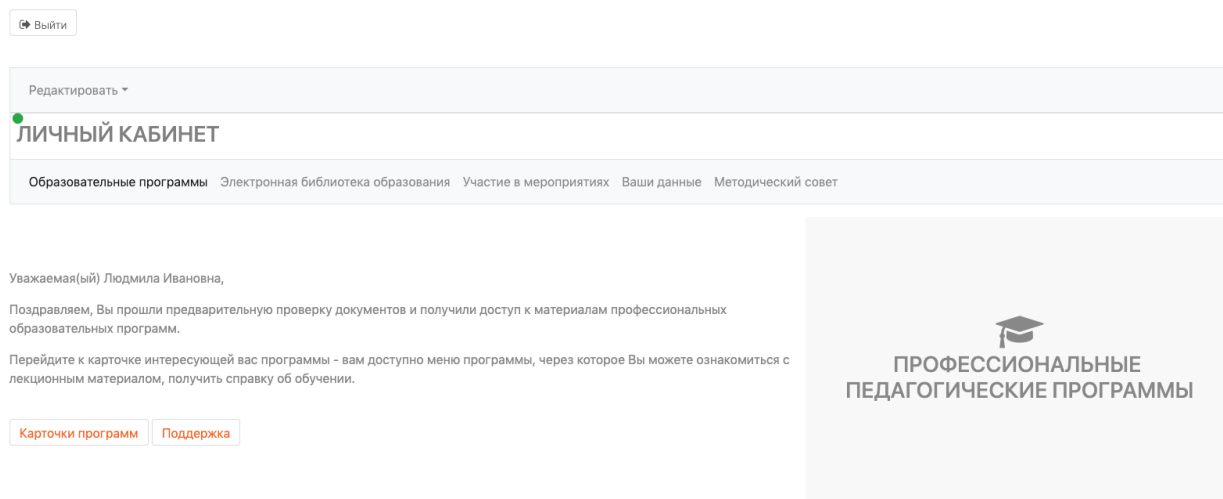 Выйти
Редактировать
ЛИЧНЫЙ КАБИНЕТ
Образовательные программы Электронная библиотека образования Участие в мероприятиях Ваши данные Методический совет
Уважаемая(ый) Людмила Ивановна,
Поздравляем, Вы прошли предварительную проверку документов и получили доступ к материалам профессиональных
образовательных программ.
Перейдите к карточке интересующей вас программы - вам доступно меню программы, через которое Вы можете ознакомиться с
лекционным материалом, получить справку об обучении.
Карточки программ Поддержка
ПРОФЕССИОНАЛЬНЫЕ
ПЕДАГОГИЧЕСКИЕ ПРОГРАММЫ